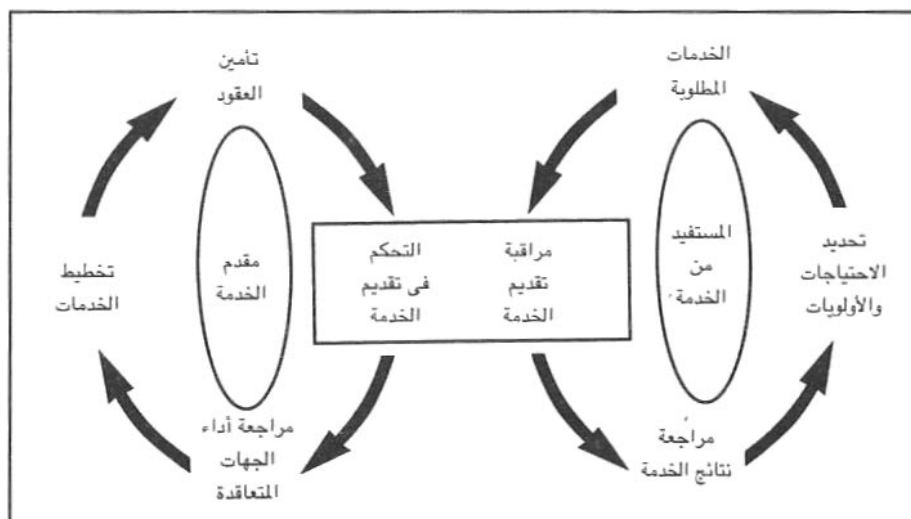 الخدمات
المطلوبة
تأمين
العقود
المستفيد
من
الخدمة
تحديد
الاحتياجات
والأولويات
مراقبة
تقديم
الخدمة
التحكم
فى تقديم
الخدمة
مقدم
الخدمة
تخطيط
الخدمات
مراجعة
نتائج الخدمة
مراجعة أداء
الجهات
المتعاقدة